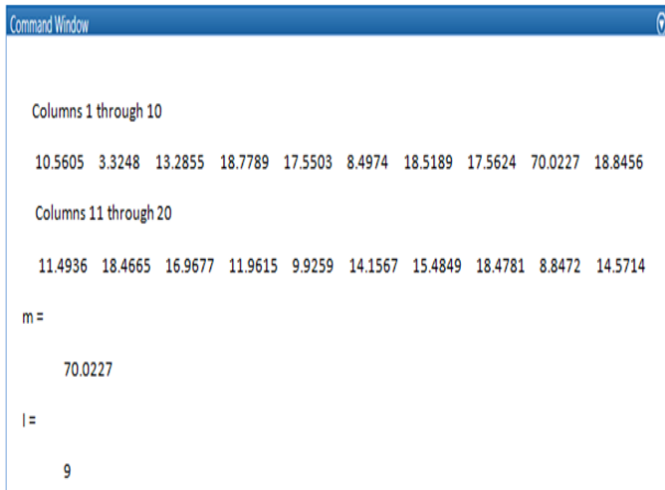 Command Window
Columns 1 through 10
10.5605 3.3248 13.2855 18.7789 17.5503 8.4974 18.5189 17.5624 70.0227 18.8456
Columns 11 through 20
11.4936 18.4665 16.9677 11.9615 9.9259 14.1567 15.4849 18.4781 8.8472 14.5714
m =
70.0227
I =
9